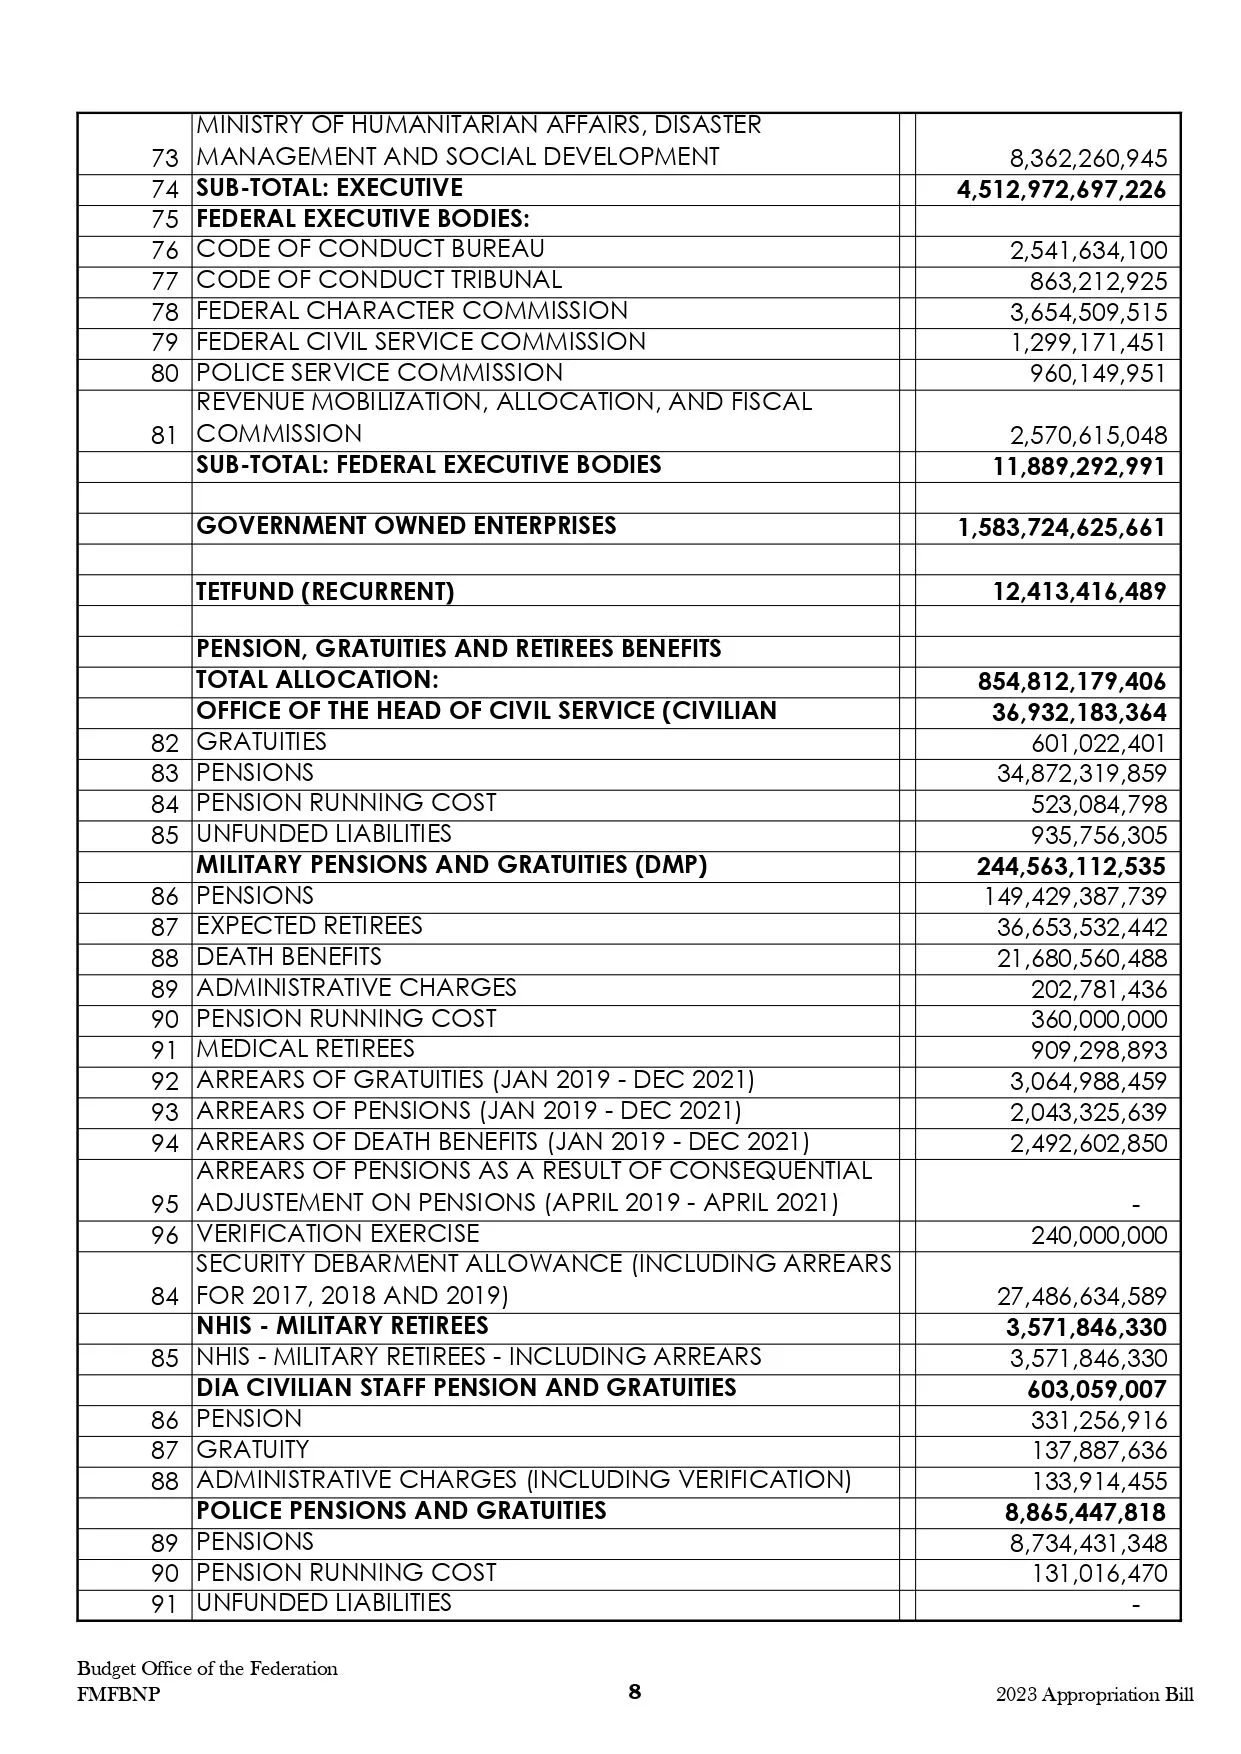 MINISTRY OF HUMANITARIAN AFFAIRS, DISASTER
73 MANAGEMENT AND SOCIAL DEVELOPMENT 8,362,260,945
74 SUB-TOTAL: EXECUTIVE 4,512,972,697,226
75 FEDERAL EXECUTIVE BODIES:
76 CODE OF CONDUCT BUREAU 2,541,634,100
77 CODE OF CONDUCT TRIBUNAL 863,212,925
78 FEDERAL CHARACTER COMMISSION 3,654,509,515
79 FEDERAL CIVIL SERVICE COMMISSION 1,299,171,451
80 POLICE SERVICE COMMISSION 960,149,951
REVENUE MOBILIZATION, ALLOCATION, AND FISCAL
81 COMMISSION 2,570,615,048
SUB-TOTAL: FEDERAL EXECUTIVE BODIES 11,889,292,991
GOVERNMENT OWNED ENTERPRISES 1,583,724,625,661
TETFUND (RECURRENT) 12,413,416,489
PENSION, GRATUITIES AND RETIREES BENEFITS
TOTAL ALLOCATION: 854,812,179,406
OFFICE OF THE HEAD OF CIVIL SERVICE (CIVILIAN 36,932,183,364
82 GRATUITIES 601,022,401
83 PENSIONS 34,872,319,859
84 PENSION RUNNING COST 523,084,798
85 UNFUNDED LIABILITIES 935,756,305
MILITARY PENSIONS AND GRATUITIES (DMP) 244,563,112,535
86 PENSIONS 149,429,387,739
87 EXPECTED RETIREES 36,653,532,442
88 DEATH BENEFITS 21,680,560,488
89 ADMINISTRATIVE CHARGES 202,781,436
90 PENSION RUNNING COST 360,000,000
91 MEDICAL RETIREES 909,298,893
92 ARREARS OF GRATUITIES (JAN 2019 - DEC 2021) 3,064,988,459
93 ARREARS OF PENSIONS (JAN 2019 - DEC 2021) 2,043,325,639
94 ARREARS OF DEATH BENEFITS (JAN 2019 - DEC 2021) 2,492,602,850
ARREARS OF PENSIONS AS A RESULT OF CONSEQUENTIAL
95 ADJUSTEMENT ON PENSIONS (APRIL 2019 - APRIL 2021) -
96 VERIFICATION EXERCISE 240,000,000
SECURITY DEBARMENT ALLOWANCE (INCLUDING ARREARS
84 FOR 2017, 2018 AND 2019) 27,486,634,589
NHIS - MILITARY RETIREES 3,571,846,330
85 NHIS - MILITARY RETIREES - INCLUDING ARREARS 3,571,846,330
DIA CIVILIAN STAFF PENSION AND GRATUITIES 603,059,007
86 PENSION 331,256,916
87 GRATUITY 137,887,636
88 ADMINISTRATIVE CHARGES (INCLUDING VERIFICATION) 133,914,455
POLICE PENSIONS AND GRATUITIES 8,865,447,818
89 PENSIONS 8,734,431,348
90 PENSION RUNNING COST 131,016,470
91 UNFUNDED LIABILITIES -
Budget Office of the Federation
FMFBNP 8 2023 Appropriation Bill